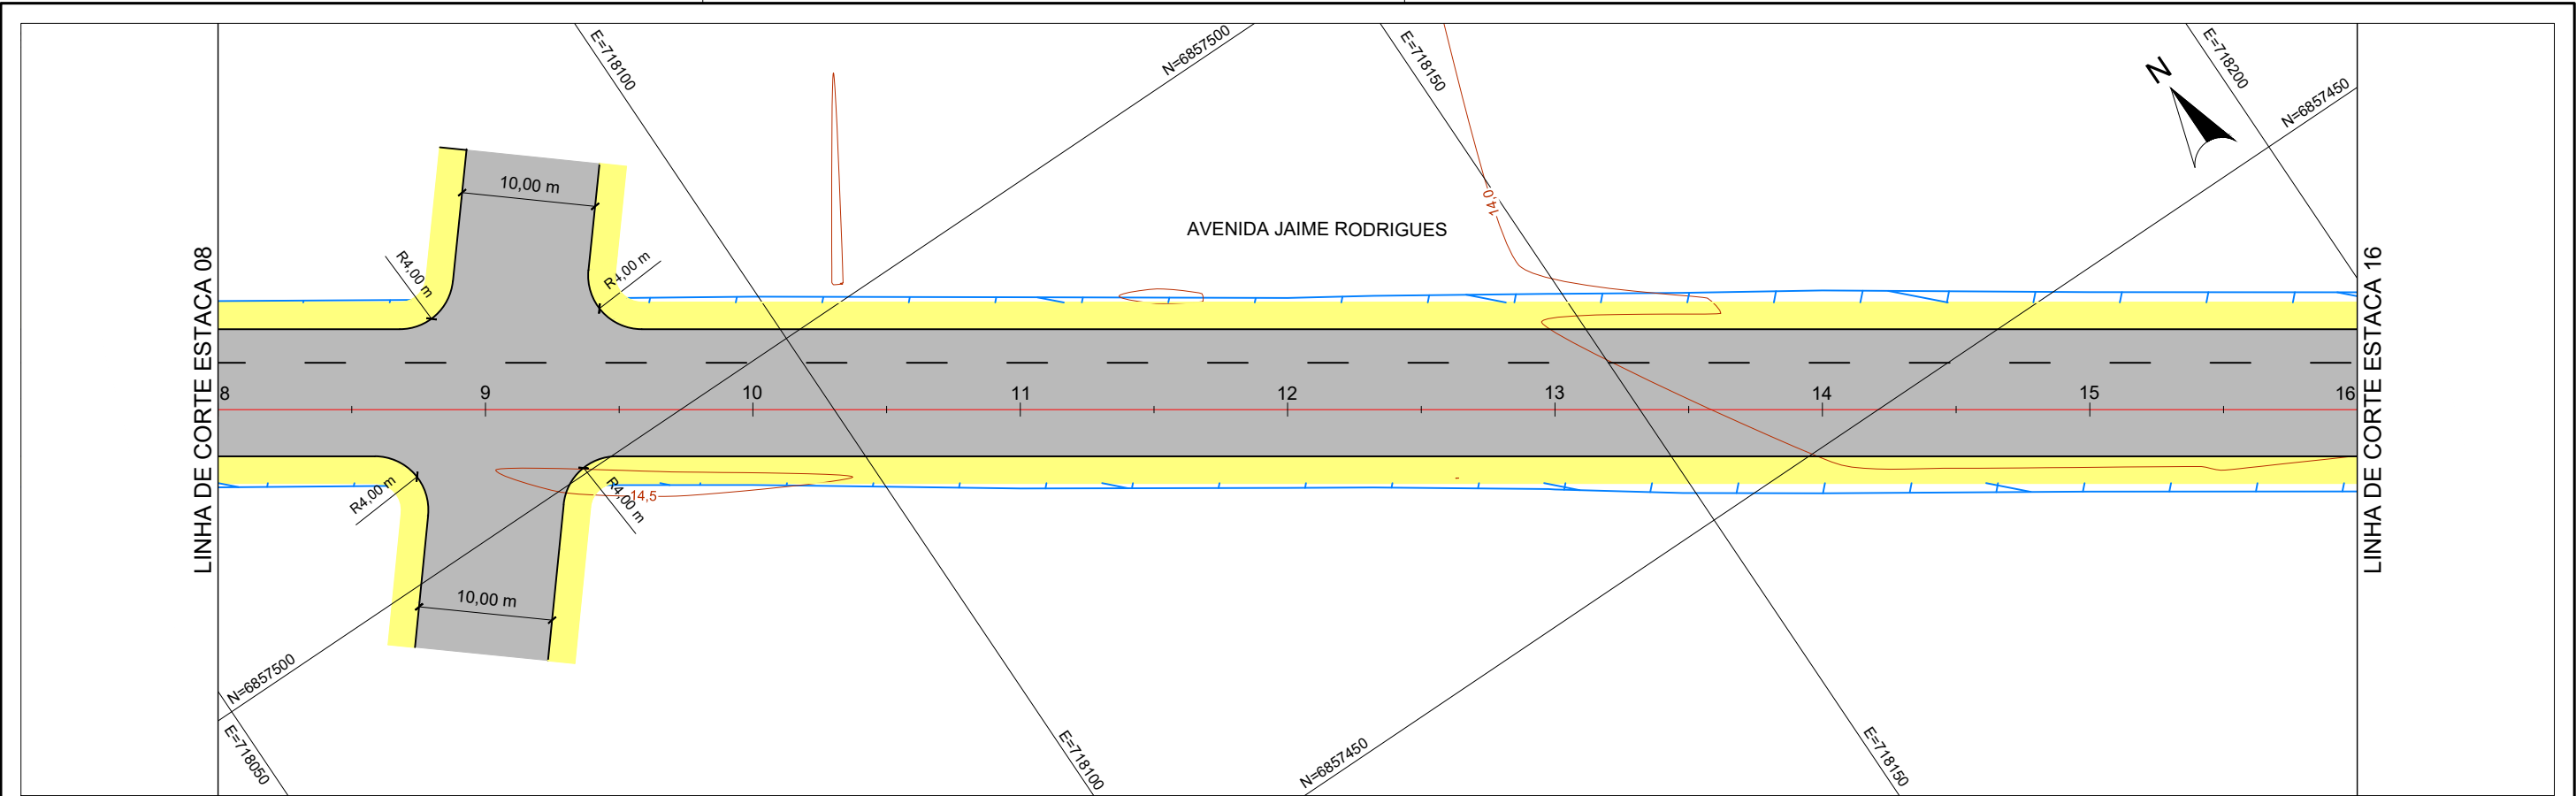 E=718100
N=6857500
E=718150
E=718200
N=6857450
N
10,00 m
14,0
AVENIDA JAIME RODRIGUES
R4,00 m
R4,00 m
LINHA DE CORTE ESTACA 08
LINHA DE CORTE ESTACA 16
8
9
10
11
12
13
14
15
16
R4,00 m
R4,00 m
14,5
10,00 m
N=6857500
E=718050
E=718100
N=6857450
E=718150